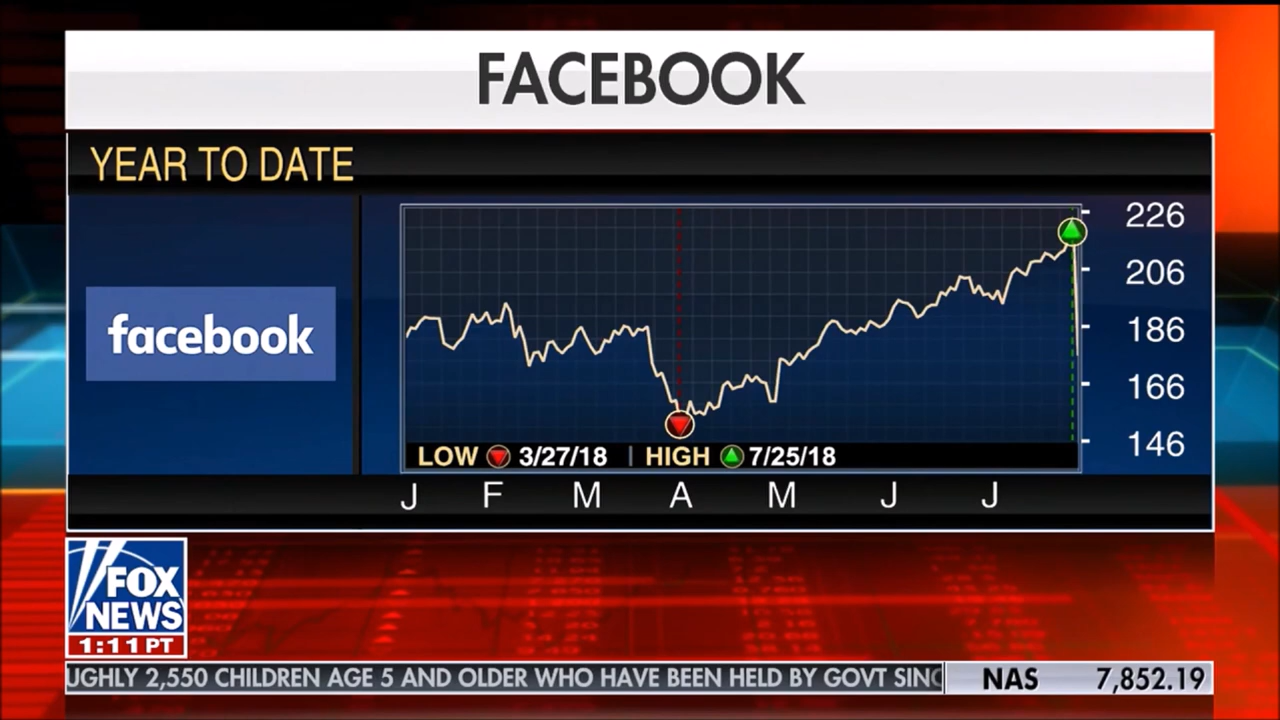 FACEBOOK
YEAR TO DATE
facebook
226
206
186
166
146
LOW 3/27/18 | HIGH 7/25/18
J F M A M J J
FOX
NEWS
1:11 PT
UGHLY 2,550 CHILDREN AGE 5 AND OLDER WHO HAVE BEEN HELD BY GOVT SINC
NAS 7,852.19